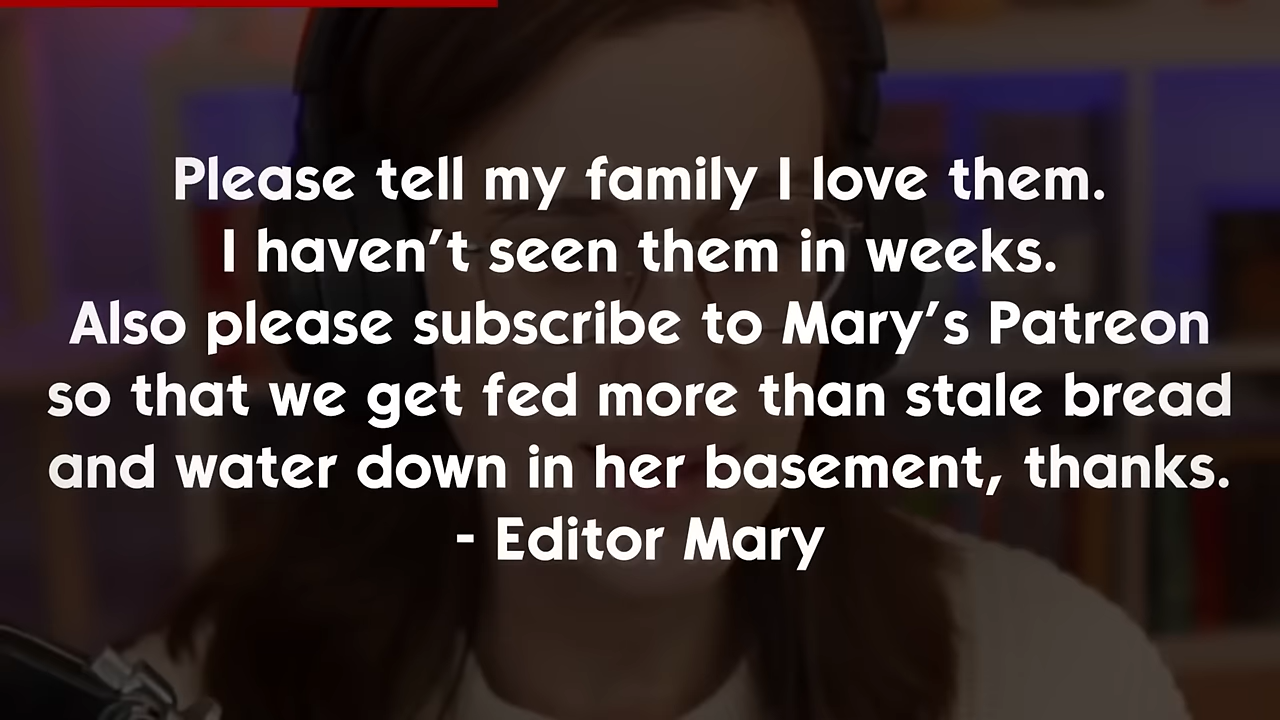 Please tell my family I love them.
I haven’t seen them in weeks.
Also please subscribe to Mary’s Patreon
so that we get fed more than stale bread
and water down in her basement, thanks.
- Editor Mary